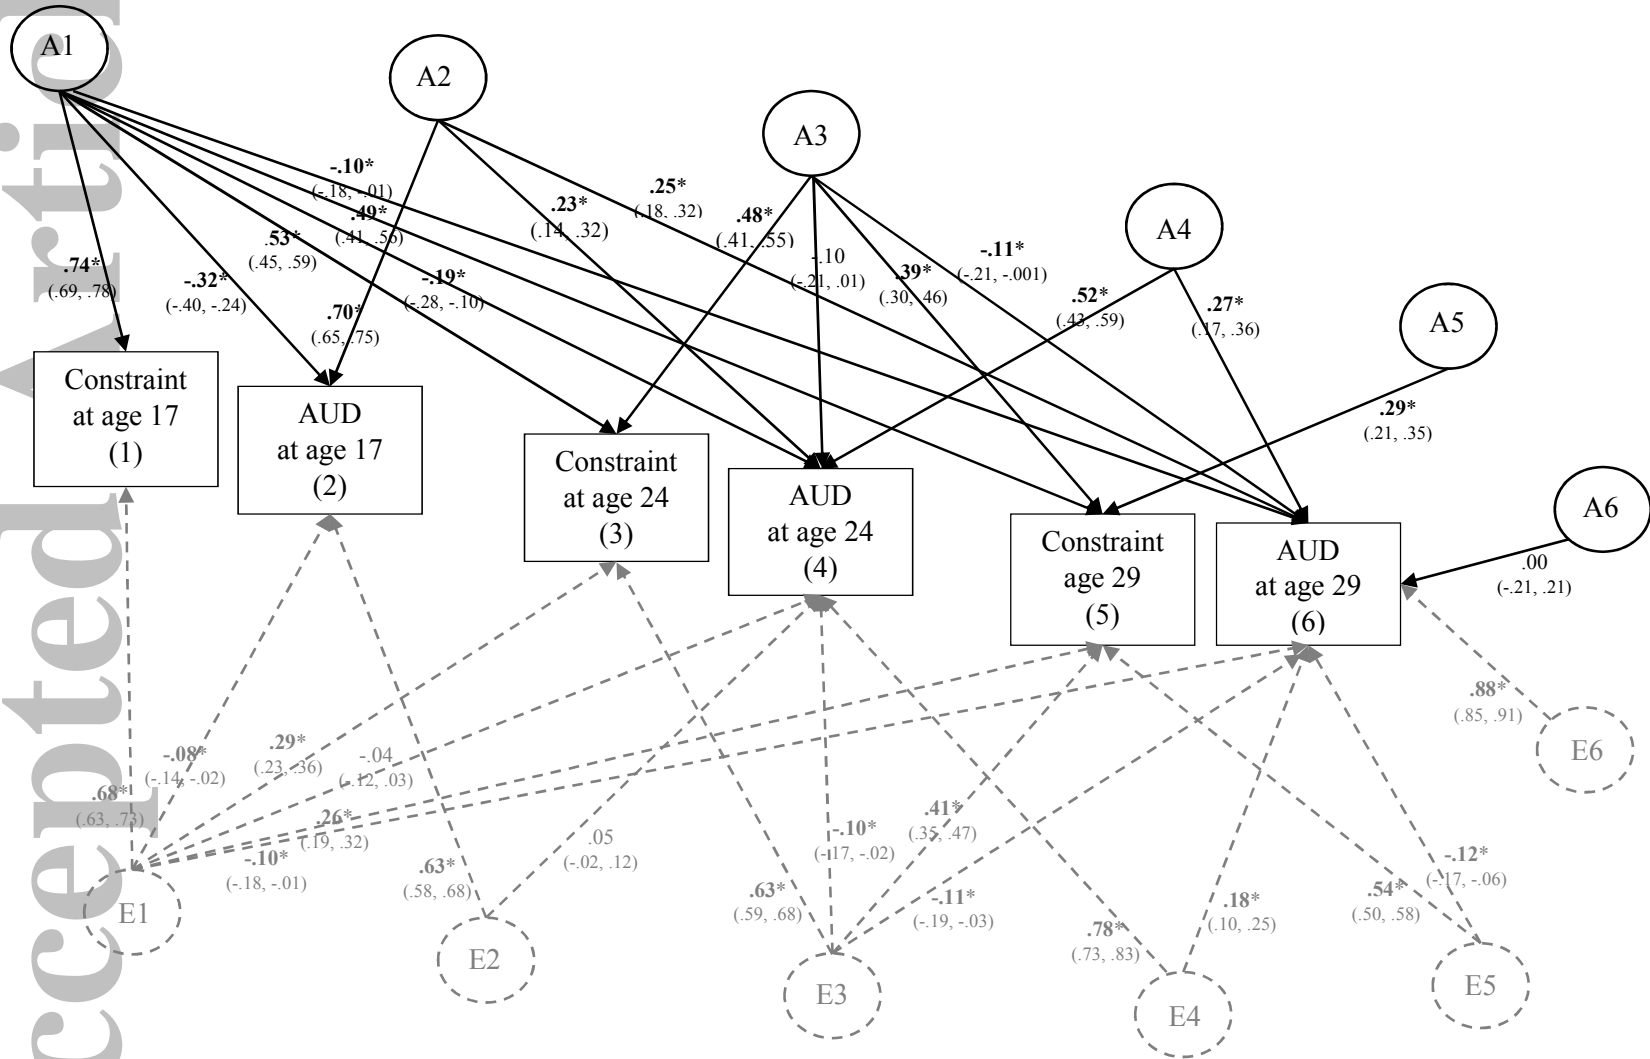 Accepted Article
A1
A2
A3
A4
A5
A6
-.10*
(-.18, -.01)
.49*
(.41, .56)
.53*
(.45, .59)
.74*
(.69, .78)
-.32*
(-.40, -.24)
.70*
(.65, .75)
-.19*
(-.28, -.10)
.23*
(.14, .32)
.25*
(.18, .32)
.48*
(.41, .55)
-.10
(-.21, .01)
.39*
(.30, .46)
-.11*
(-.21, -.001)
.52*
(.43, .59)
.27*
(.17, .36)
.29*
(.21, .35)
.00
(-.21, .21)
Constraint
at age 17
(1)
AUD
at age 17
(2)
Constraint
at age 24
(3)
AUD
at age 24
(4)
Constraint
age 29
(5)
AUD
at age 29
(6)
.68*
(.63, .73)
-.08*
(-.14, -.02)
.29*
(.23, .36)
-.04
(-.12, .03)
.26*
(.19, .32)
-.10*
(-.18, -.01)
.63*
(.58, .68)
.05
(-.02, .12)
.63*
(.59, .68)
-.10*
(-.17, -.02)
.41*
(.35, .47)
-.11*
(-.19, -.03)
.78*
(.73, .83)
.18*
(.10, .25)
.54*
(.50, .58)
-.12*
(-.17, -.06)
.88*
(.85, .91)
E1
E2
E3
E4
E5
E6